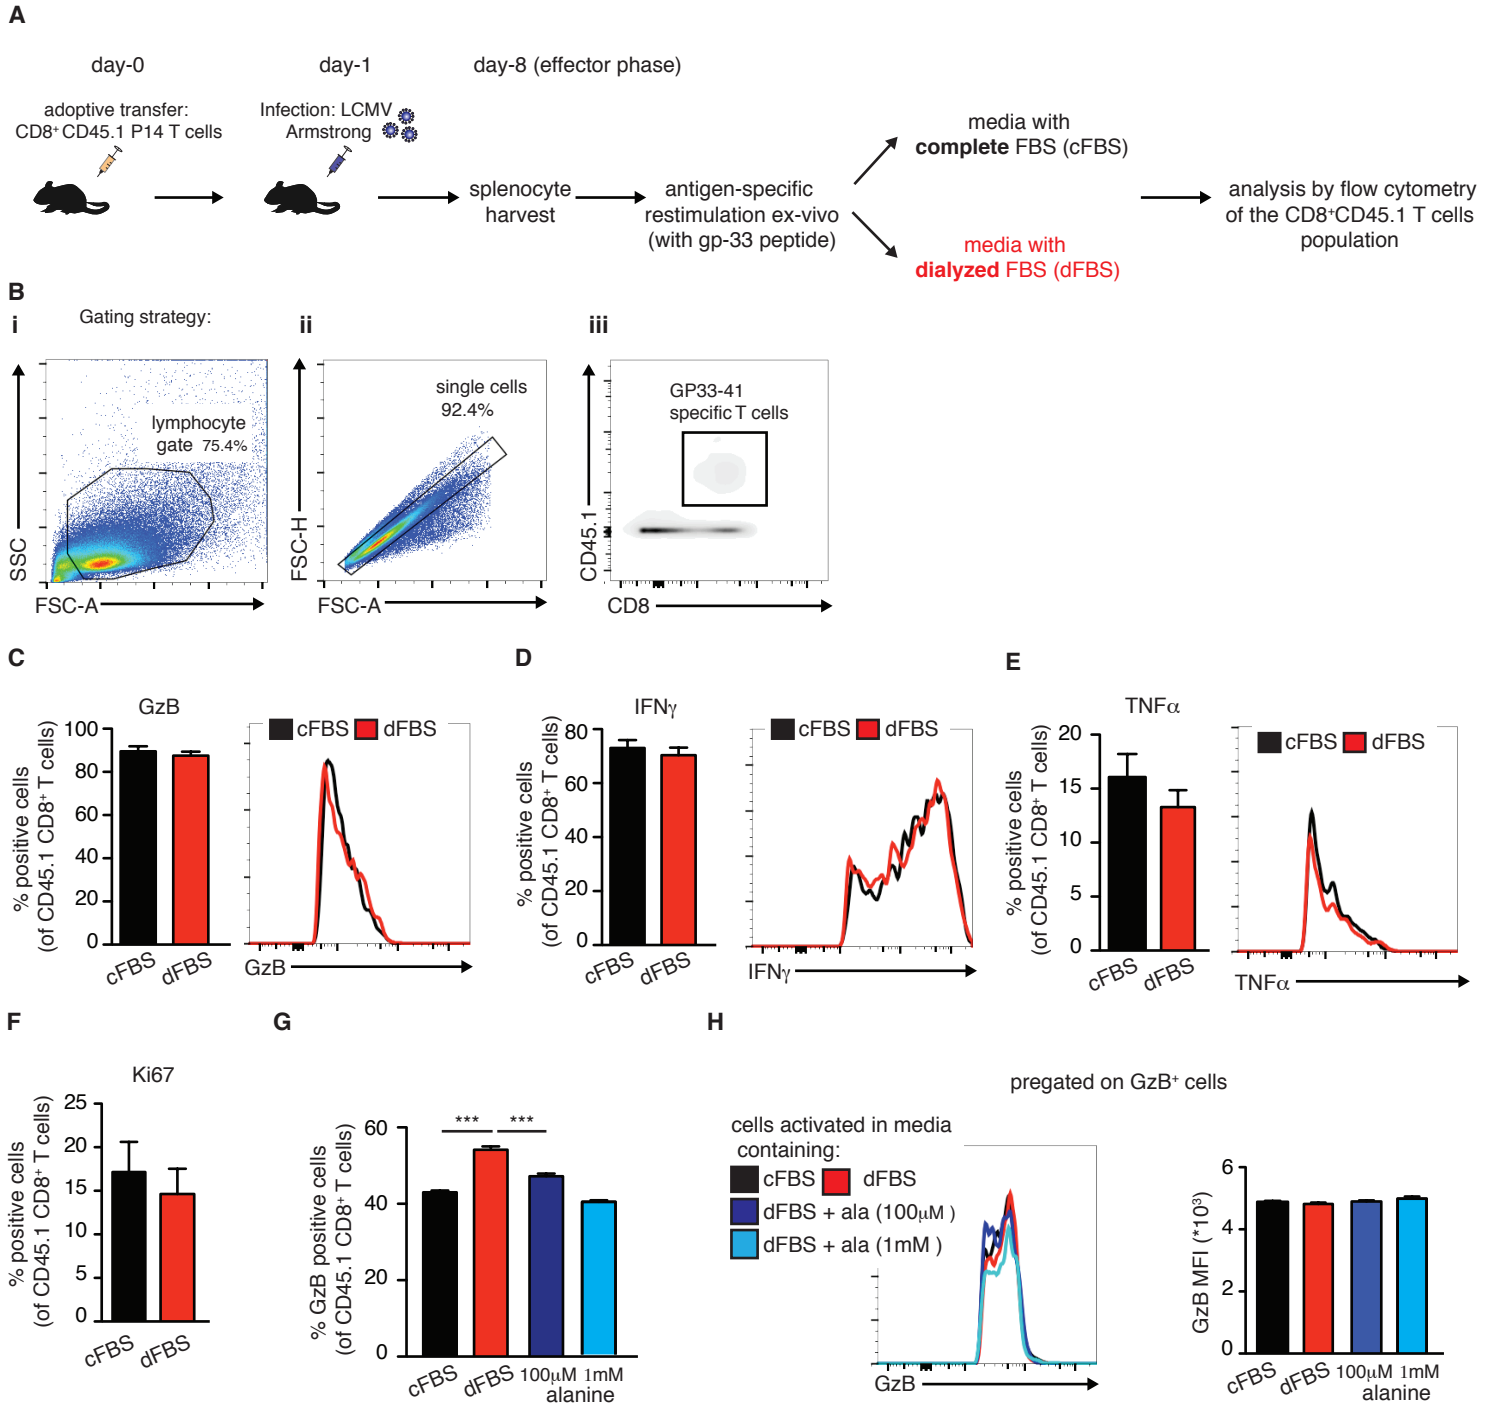 A
day-0
day-1
day-8 (effector phase)
adoptive transfer:
CD8+ CD45.1 P14 T cells
Infection: LCMV
Armstrong
splenocyte
harvest
antigen-specific
restimulation ex-vivo
(with gp-33 peptide)
media with
complete FBS (cFBS)
media with
dialyzed FBS (dFBS)
analysis by flow cytometry
of the CD8+CD45.1 T cells
population
B
i
Gating strategy:
lymphocyte
gate 75.4%
SSC
FSC-A
ii
single cells
92.4%
FSC-H
FSC-A
iii
GP33-41
specific T cells
CD45.1
CD8
C
GzB
% positive cells
(of CD45.1 CD8+ T cells)
100
80
60
40
20
0
cFBS
dFBS
cFBS dFBS
GzB
D
IFNγ
% positive cells
(of CD45.1 CD8+ T cells)
80
60
40
20
0
cFBS
dFBS
cFBS dFBS
IFNγ
E
TNFα
% positive cells
(of CD45.1 CD8+ T cells)
20
15
10
5
0
cFBS
dFBS
cFBS dFBS
TNFα
F
Ki67
% positive cells
(of CD45.1 CD8+ T cells)
25
20
15
10
5
0
cFBS
dFBS
G
% GzB positive cells
(of CD45.1 CD8+ T cells)
60
40
20
0
*** ***
cFBS
dFBS
100μM 1mM
alanine
H
pregated on GzB+ cells
cells activated in media
containing:
cFBS dFBS
dFBS + ala (100μM )
dFBS + ala (1mM )
GzB
GzB MFI (*10³)
6
4
2
0
cFBS
dFBS
100μM 1mM
alanine